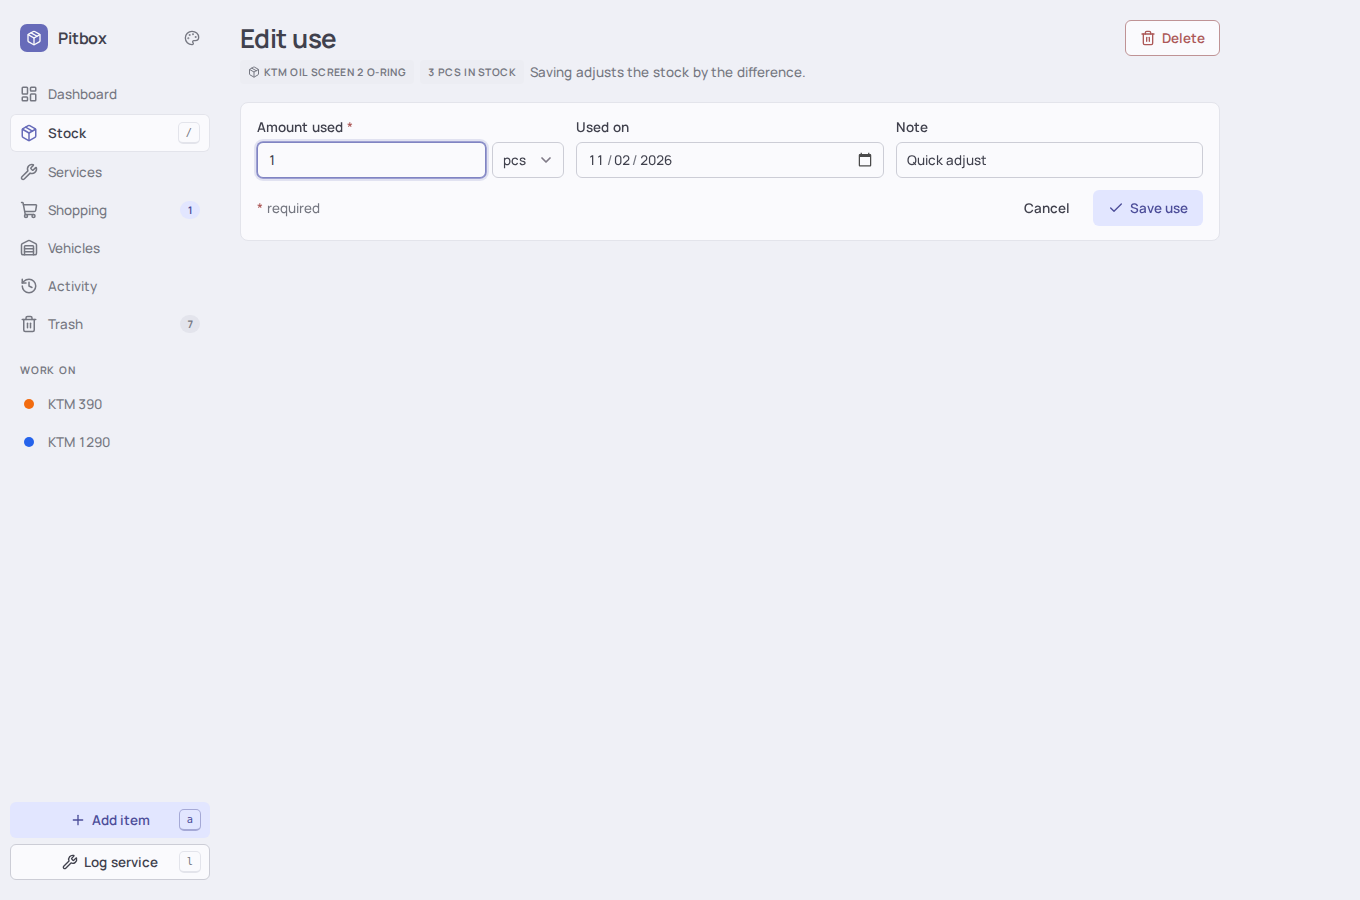 Pitbox
Dashboard
Stock /
Services
Shopping 1
Vehicles
Activity
Trash 7
WORK ON
KTM 390
KTM 1290
Add item a
Log service l
Edit use
Delete
KTM OIL SCREEN 2 O-RING 3 PCS IN STOCK Saving adjusts the stock by the difference.
Amount used * Used on Note
1 pcs 11/02/2026 Quick adjust
* required Cancel Save use